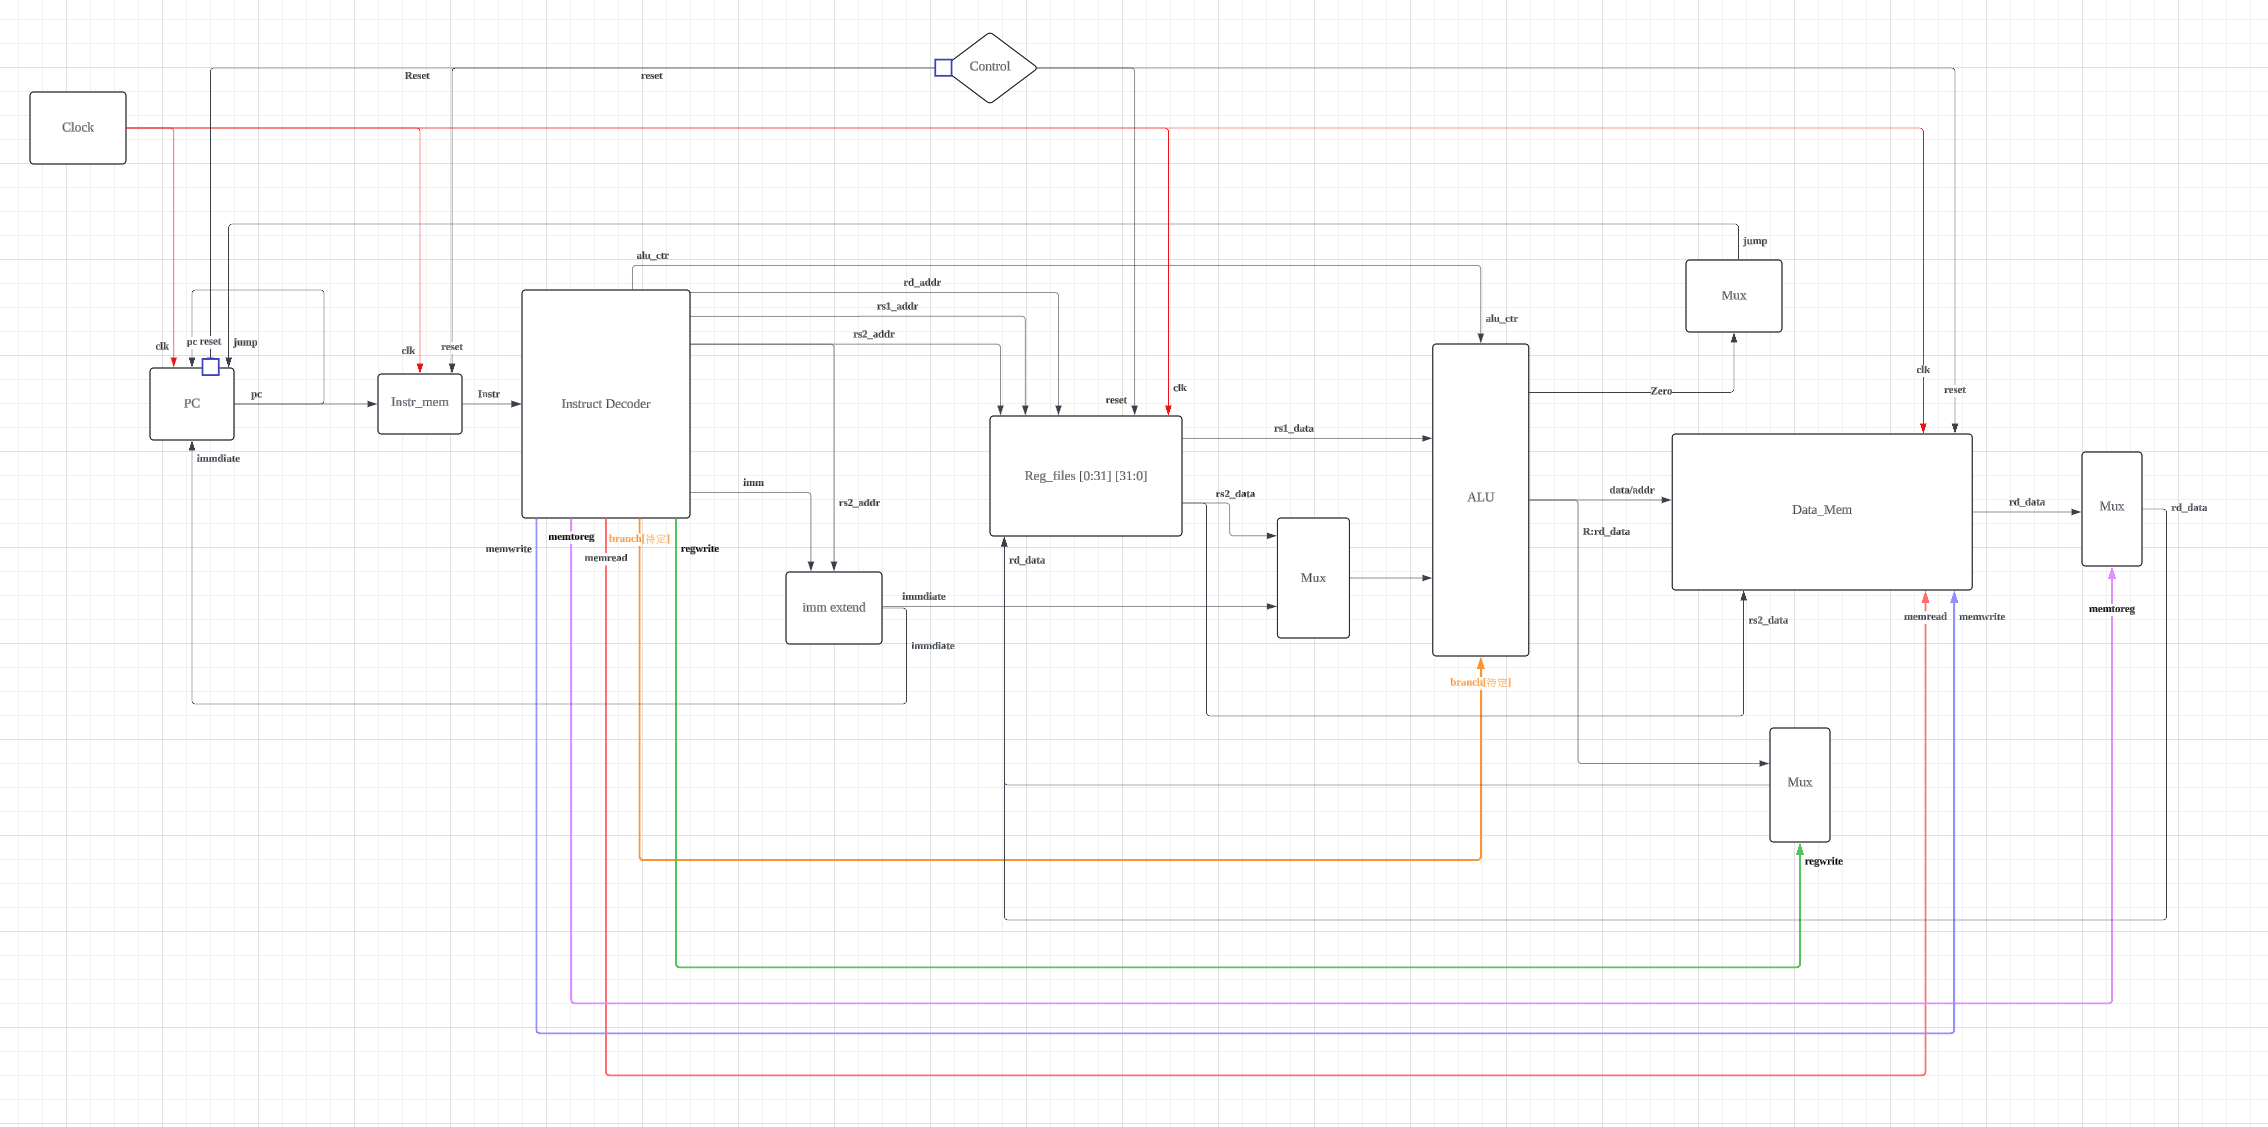 Control
Reset
reset
Clock
jump
alu_ctr
rd_addr
rs1_addr
rs2_addr
Mux
alu_ctr
clk
pc
reset
jump
clk
reset
clk
reset
clk
reset
PC
pc
Instr_mem
Instr
Instruct Decoder
Zero
immdiate
rs1_data
Reg_files [0:31] [31:0]
imm
rs2_addr
rs2_data
ALU
data/addr
R:rd_data
Data_Mem
rd_data
Mux
rd_data
memwrite
memtoreg
memread
branch[待定]
regwrite
rd_data
Mux
imm extend
immdiate
immdiate
memtoreg
memread
memwrite
rs2_data
branch[待定]
Mux
regwrite